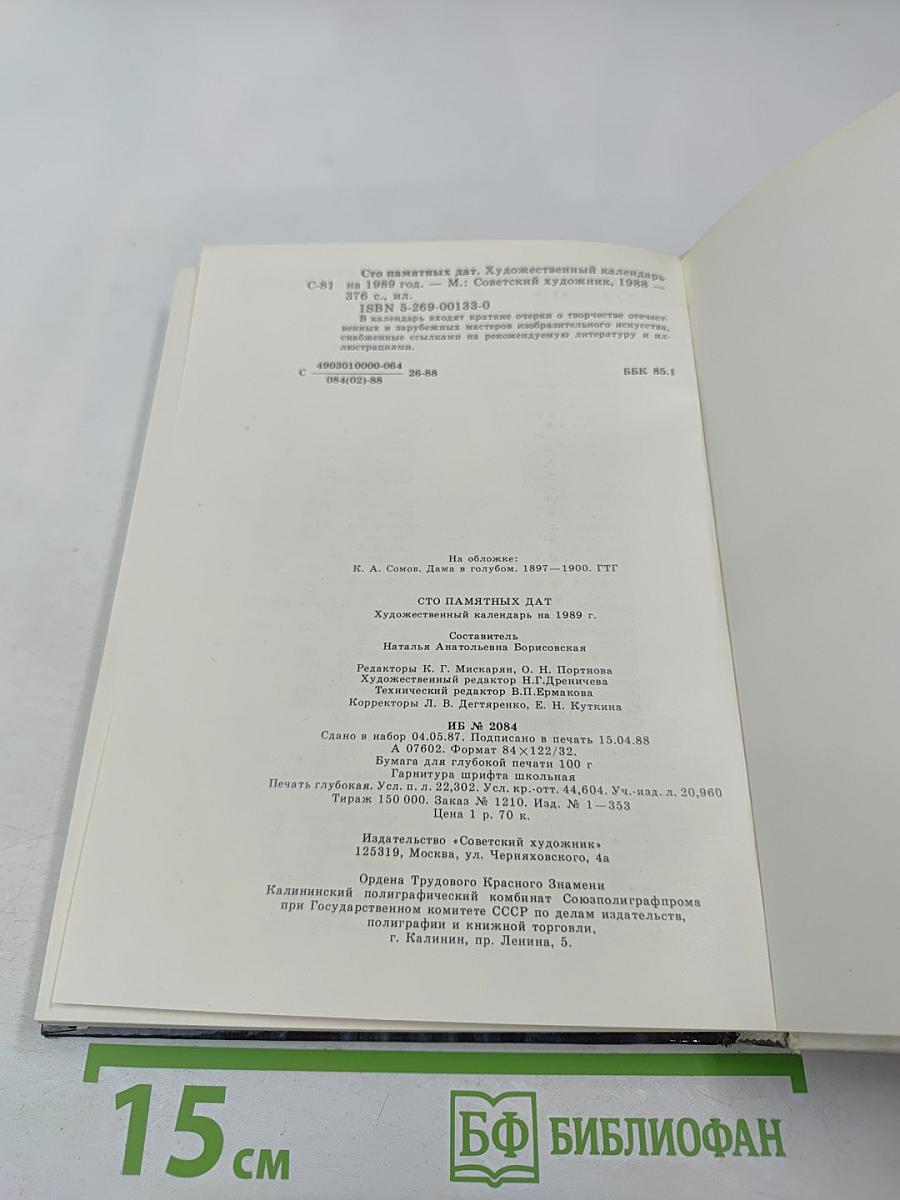 Сто памятных дат. Художественный календарь
С-81 на 1989 год. — М.: Советский художник, 1988 —
376 с., ил.
ISBN 5-269-00133-0
В календарь входят краткие очерки о творчестве отечест-
венных и зарубежных мастеров изобразительного искусства,
снабженные ссылками на рекомендуемую литературу и ил-
люстрациями.
С 4903010000-064 26-88 ББК 85.1
084(02)-88
На обложке:
К. А. Сомов. Дама в голубом. 1897—1900. ГТГ
СТО ПАМЯТНЫХ ДАТ
Художественный календарь на 1989 г.
Составитель
Наталья Анатольевна Борисовская
Редакторы К. Г. Мискарян, О. Н. Портнова
Художественный редактор Н.Г.Дреничева
Технический редактор В.П.Ермакова
Корректоры Л. В. Дегтяренко, Е. Н. Куткина
ИБ № 2084
Сдано в набор 04.05.87. Подписано в печать 15.04.88
А 07602. Формат 84×122/32.
Бумага для глубокой печати 100 г
Гарнитура шрифта школьная
Печать глубокая. Усл. п. л. 22,302. Усл. кр.-отт. 44,604. Уч.-изд. л. 20,960
Тираж 150 000. Заказ № 1210. Изд. № 1—353
Цена 1 р. 70 к.
Издательство «Советский художник»
125319, Москва, ул. Черняховского, 4а
Ордена Трудового Красного Знамени
Калининский полиграфический комбинат Союзполиграфпрома
при Государственном комитете СССР по делам издательств,
полиграфии и книжной торговли,
г. Калинин, пр. Ленина, 5.
15 см БФ БИБЛИОФАН